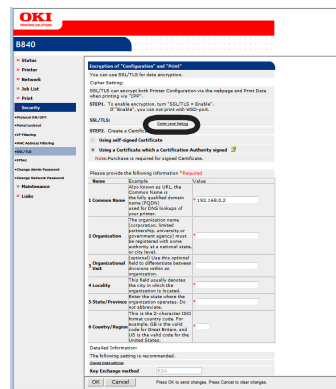 OKI
PRINTING SOLUTIONS
B840
Status
Printer
Network
Job List
Print
Security
Protocol ON/OFF
Panel Lockout
IP Filtering
MAC Address Filtering
SSL/TLS
IPSec
Change Admin Password
Change Network Password
Maintenance
Links
Encryption of "Configuration" and "Print"
You can use SSL/TLS for data encryption.
Cipher Setting:
SSL/TLS can encrypt both Printer Configuration via the webpage and Print Data
when printing via "IPP".
STEP1. To enable encryption, turn "SSL/TLS = Enable".
If "Enable", you can not print with WSD-port.
SSL/TLS:
Cipher Level Setting
STEP2. Create a Certificate
Using self-signed Certificate
Using a Certificate which a Certification Authority signed
Note:Purchase is required for signed Certificate.
Please provide the following information *Required
Name Example Value
1 Common Name
Also known as URL, the
Common Name is
the fully qualified domain
name (FQDN)
used for DNS lookups of
your printer.
* 192.168.0.2
2 Organization
The organization name
(corporation, limited
partnership, university,or
government agency) must
be registered with some
authority at a national state,
or city level.
*
3 Organizational Unit
(optional) Use this optional
field to differentiate between
divisions within an
organization.
4 Locality
This field usually denotes
the city in which the
organization is located.
*
5 State/Province
Enter the state where the
organization operates. Do
not abbreviate.
*
6 Country/Region
This is the 2-character ISO
format country code. For
example, GB is the valid
code for Great Britain, and
US is the valid code for the
United States.
*
Detailed Information:
The following setting is recommended.
Key Exchange method RSA
OK Cancel Press OK to send changes. Press Cancel to clear changes.